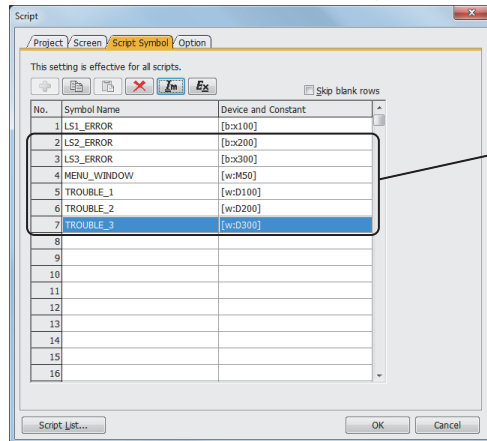 Script
Project Screen Script Symbol Option
This setting is effective for all scripts.
Im Ex Skip blank rows
No. Symbol Name Device and Constant
1 LS1_ERROR [b:x100]
2 LS2_ERROR [b:x200]
3 LS3_ERROR [b:x300]
4 MENU_WINDOW [w:M50]
5 TROUBLE_1 [w:D100]
6 TROUBLE_2 [w:D200]
7 TROUBLE_3 [w:D300]
8
9
10
11
12
13
14
15
16
Script List... OK Cancel